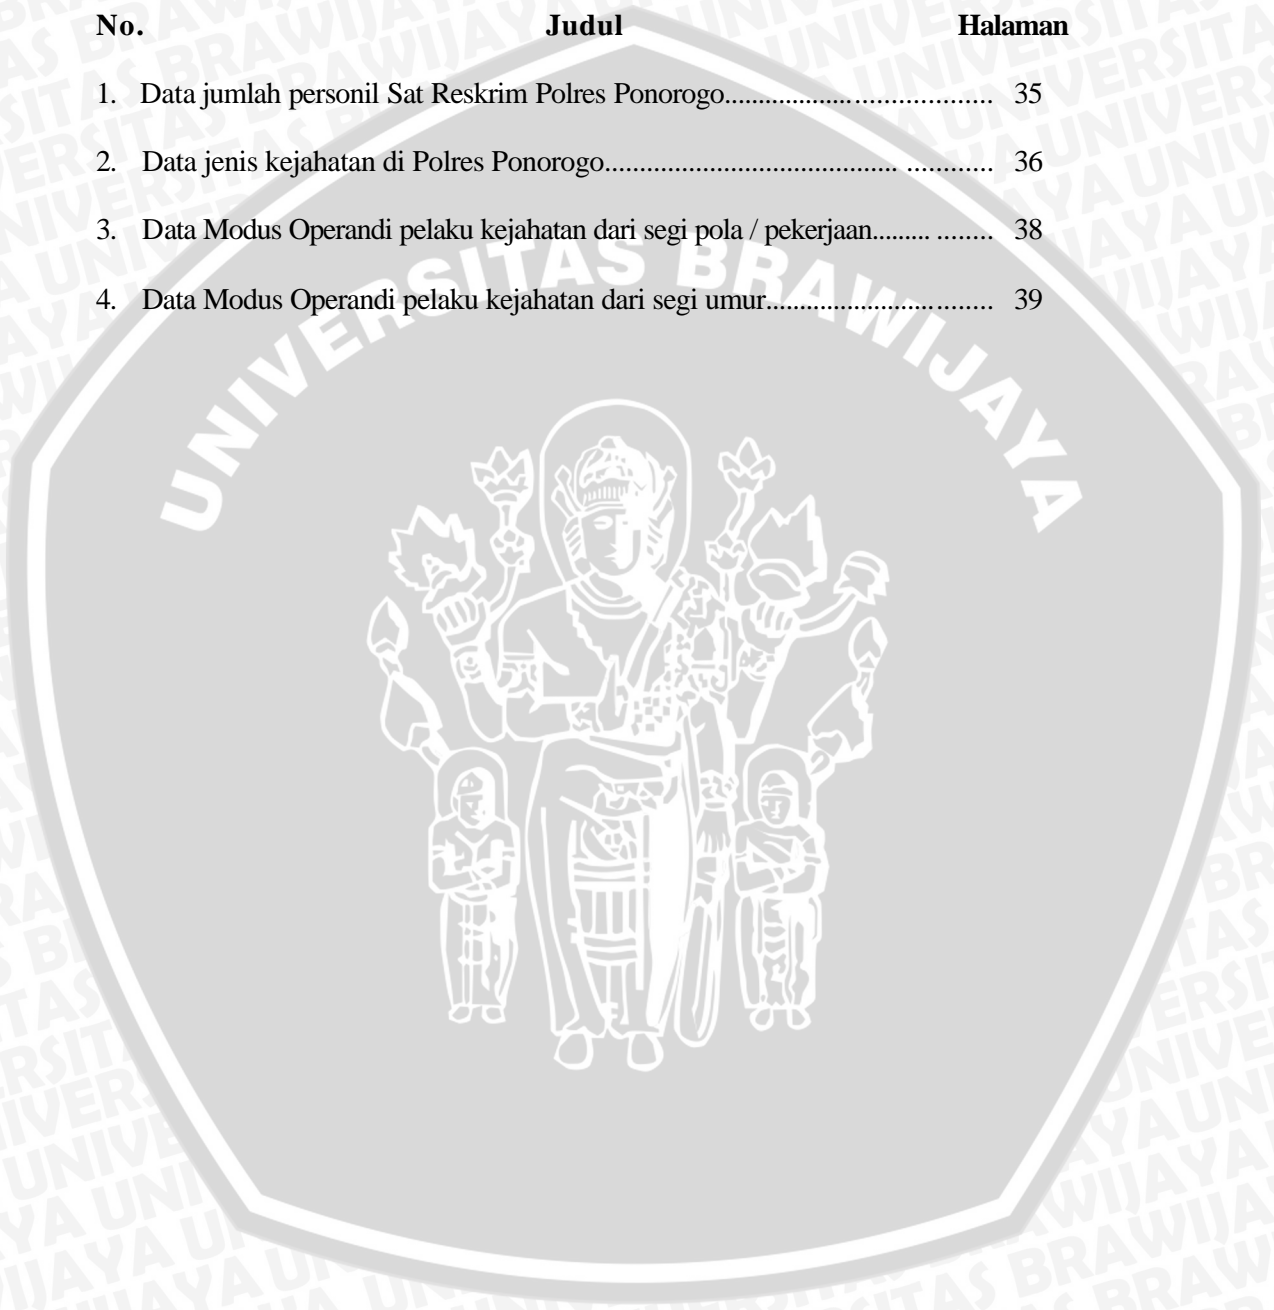 No. Judul Halaman
1. Data jumlah personil Sat Reskrim Polres Ponorogo....................................... 35
2. Data jenis kejahatan di Polres Ponorogo.......................................... ............ 36
3. Data Modus Operandi pelaku kejahatan dari segi pola / pekerjaan......... ........ 38
4. Data Modus Operandi pelaku kejahatan dari segi umur................................. 39
UNIVERSITAS BRAWIJAYA